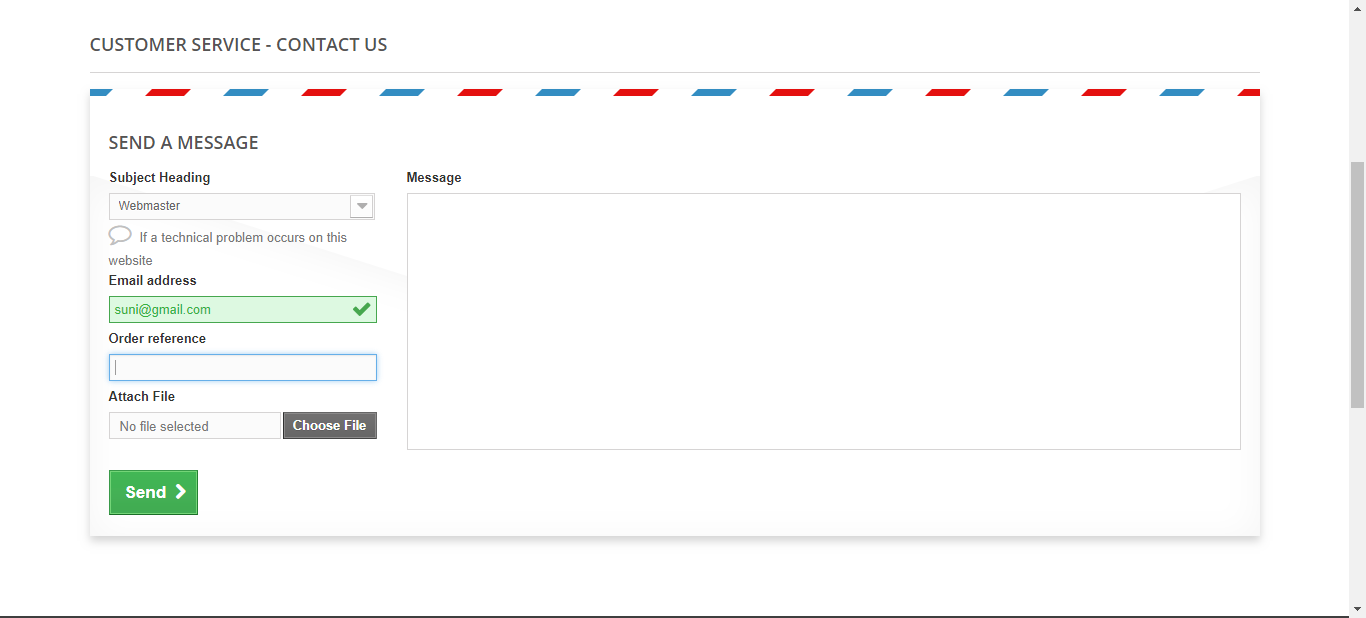 CUSTOMER SERVICE - CONTACT US
SEND A MESSAGE
Subject Heading
Webmaster
If a technical problem occurs on this
website
Email address
suni@gmail.com
Order reference
Attach File
No file selected
Choose File
Send
Message